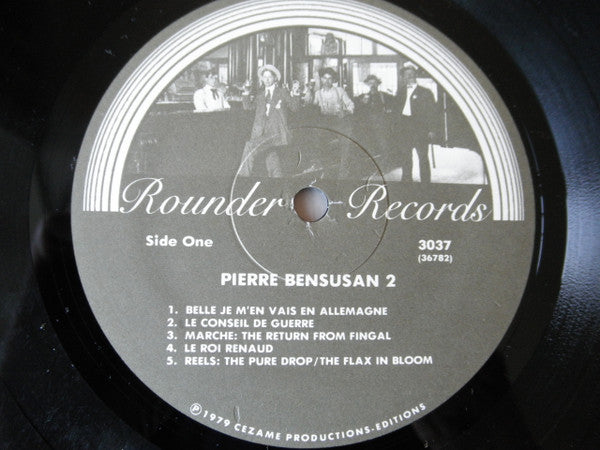 Rounder Records
Side One
3037
(36782)
PIERRE BENSUSAN 2
1. BELLE JE M'EN VAIS EN ALLEMAGNE
2. LE CONSEIL DE GUERRE
3. MARCHE: THE RETURN FROM FINGAL
4. LE ROI RENAUD
5. REELS: THE PURE DROP/THE FLAX IN BLOOM
Ⓟ 1979 CEZAME PRODUCTIONS-EDITIONS